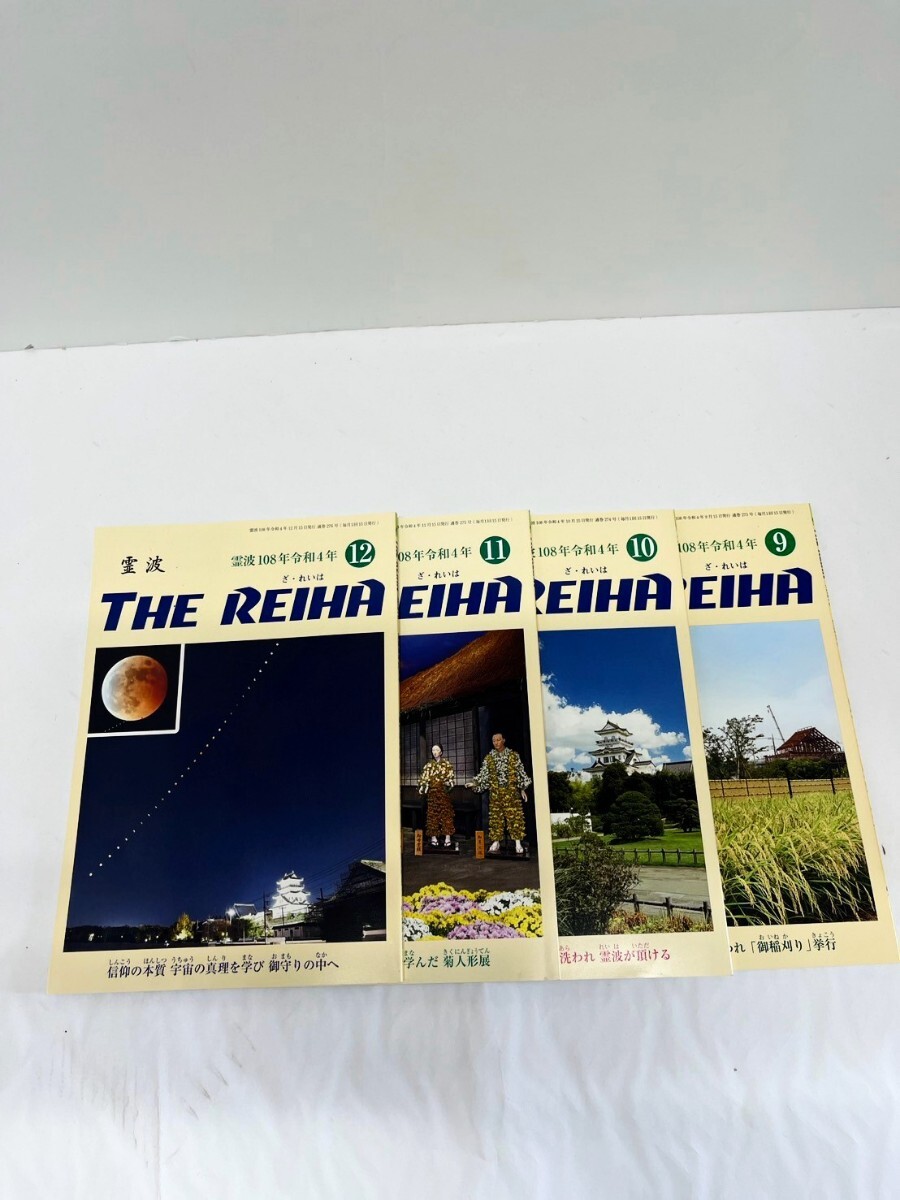 霊波
霊波108年令和4年 12
ざ・れいは
THE REIHA
しんこう ほんしつ うちゅう しんり まな おまも なか
信仰の本質 宇宙の真理を学び 御守りの中へ
08年令和4年 11
ざ・れいは
EIHA
まな きくにんぎょうてん
学んだ 菊人形展
108年令和4年 10
ざ・れいは
REIHA
あら れいは いただ
洗われ 霊波が頂ける
108年令和4年 9
ざ・れいは
REIHA
おいねか きょこう
われ「御稲刈り」挙行